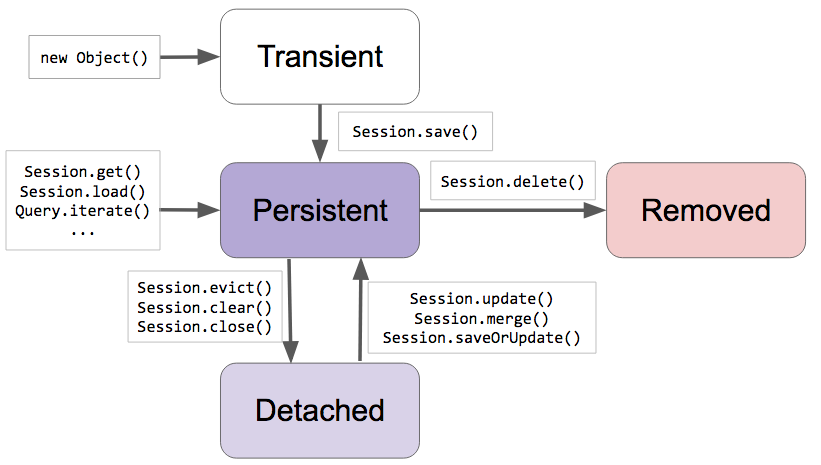 Transient
new Object()
Session.save()
Session.get()
Session.load()
Query.iterate()
...
Persistent
Session.delete()
Removed
Session.evict()
Session.clear()
Session.close()
Session.update()
Session.merge()
Session.saveOrUpdate()
Detached